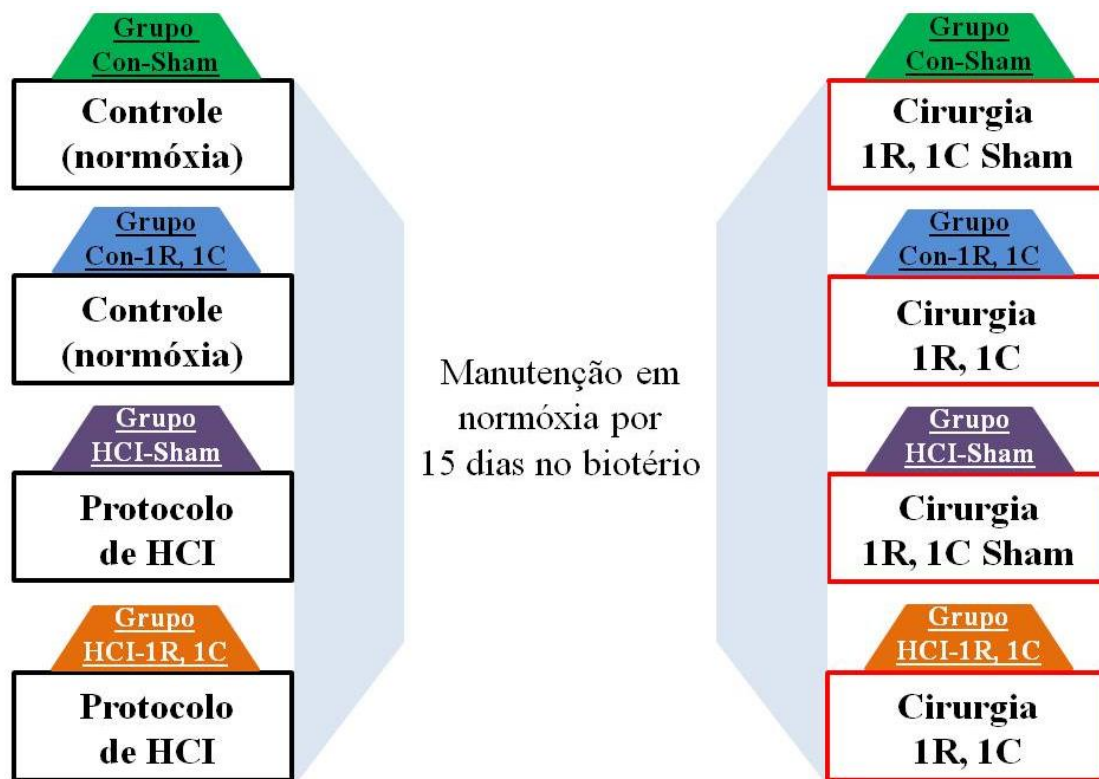 Grupo
Con-Sham
Controle
(normóxia)
Grupo
Con-1R, 1C
Controle
(normóxia)
Grupo
HCI-Sham
Protocolo
de HCI
Grupo
HCI-1R, 1C
Protocolo
de HCI
Manutenção em
normóxia por
15 dias no biotério
Grupo
Con-Sham
Cirurgia
1R, 1C Sham
Grupo
Con-1R, 1C
Cirurgia
1R, 1C
Grupo
HCI-Sham
Cirurgia
1R, 1C Sham
Grupo
HCI-1R, 1C
Cirurgia
1R, 1C